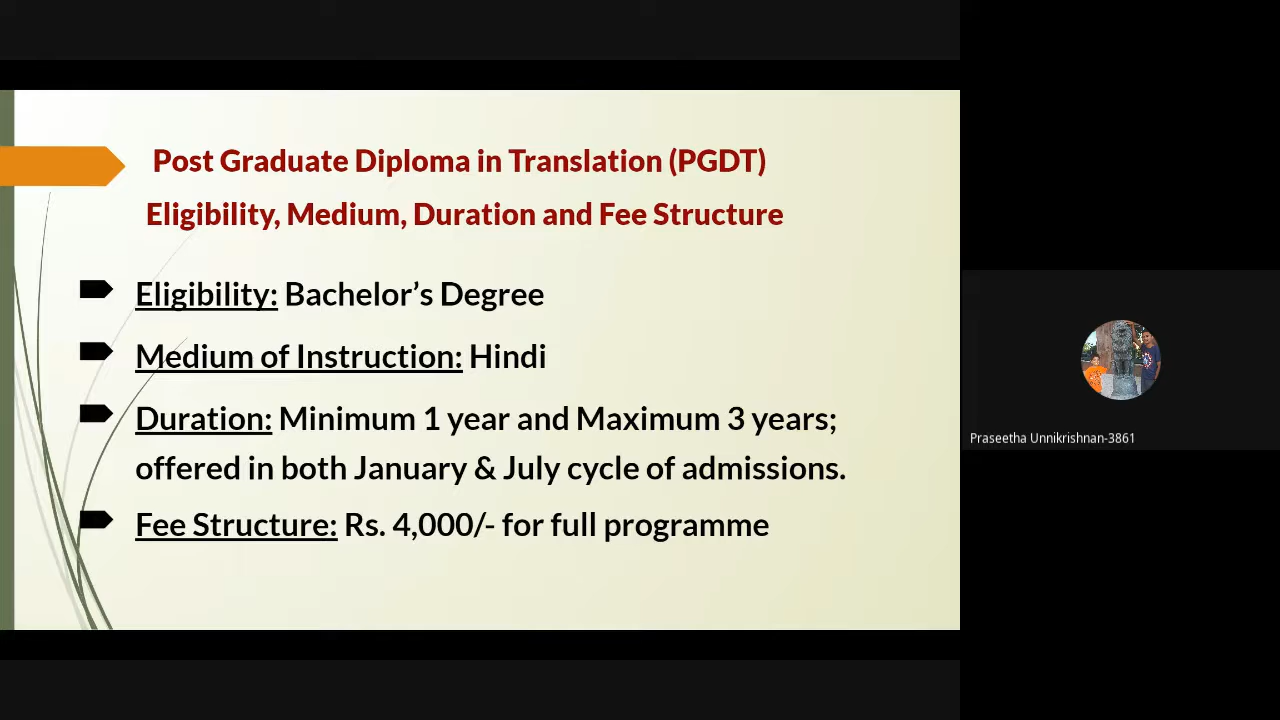 Post Graduate Diploma in Translation (PGDT)
Eligibility, Medium, Duration and Fee Structure
Eligibility: Bachelor’s Degree
Medium of Instruction: Hindi
Duration: Minimum 1 year and Maximum 3 years;
offered in both January & July cycle of admissions.
Fee Structure: Rs. 4,000/- for full programme
Praseetha Unnikrishnan-3861